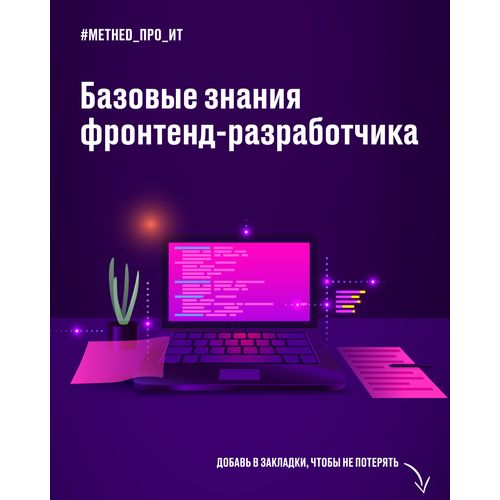 #METHED_ПРО_ИТ
Базовые знания
фронтенд-разработчика
ДОБАВЬ В ЗАКЛАДКИ, ЧТОБЫ НЕ ПОТЕРЯТЬ